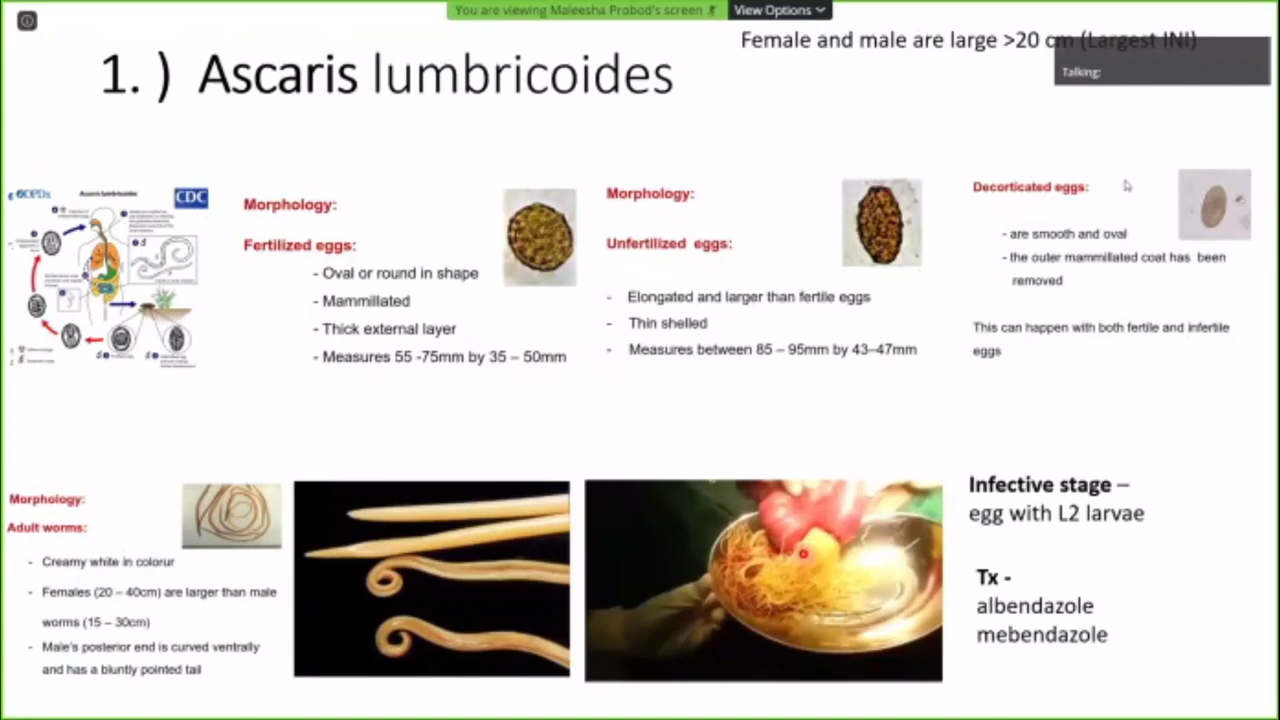 You are viewing Maleesha Probod's screen
View Options
Female and male are large >20 cm (Largest INI)
Talking:
1. ) Ascaris lumbricoides
DPDx
Ascaris lumbricoides
CDC
Morphology:
Fertilized eggs:
- Oval or round in shape
- Mammillated
- Thick external layer
- Measures 55 -75mm by 35 – 50mm
Morphology:
Unfertilized eggs:
- Elongated and larger than fertile eggs
- Thin shelled
- Measures between 85 – 95mm by 43–47mm
Decorticated eggs:
- are smooth and oval
- the outer mammillated coat has been
removed
This can happen with both fertile and infertile
eggs
Morphology:
Adult worms:
- Creamy white in colorur
- Females (20 – 40cm) are larger than male
worms (15 – 30cm)
- Male's posterior end is curved ventrally
and has a bluntly pointed tail
Infective stage –
egg with L2 larvae
Tx -
albendazole
mebendazole